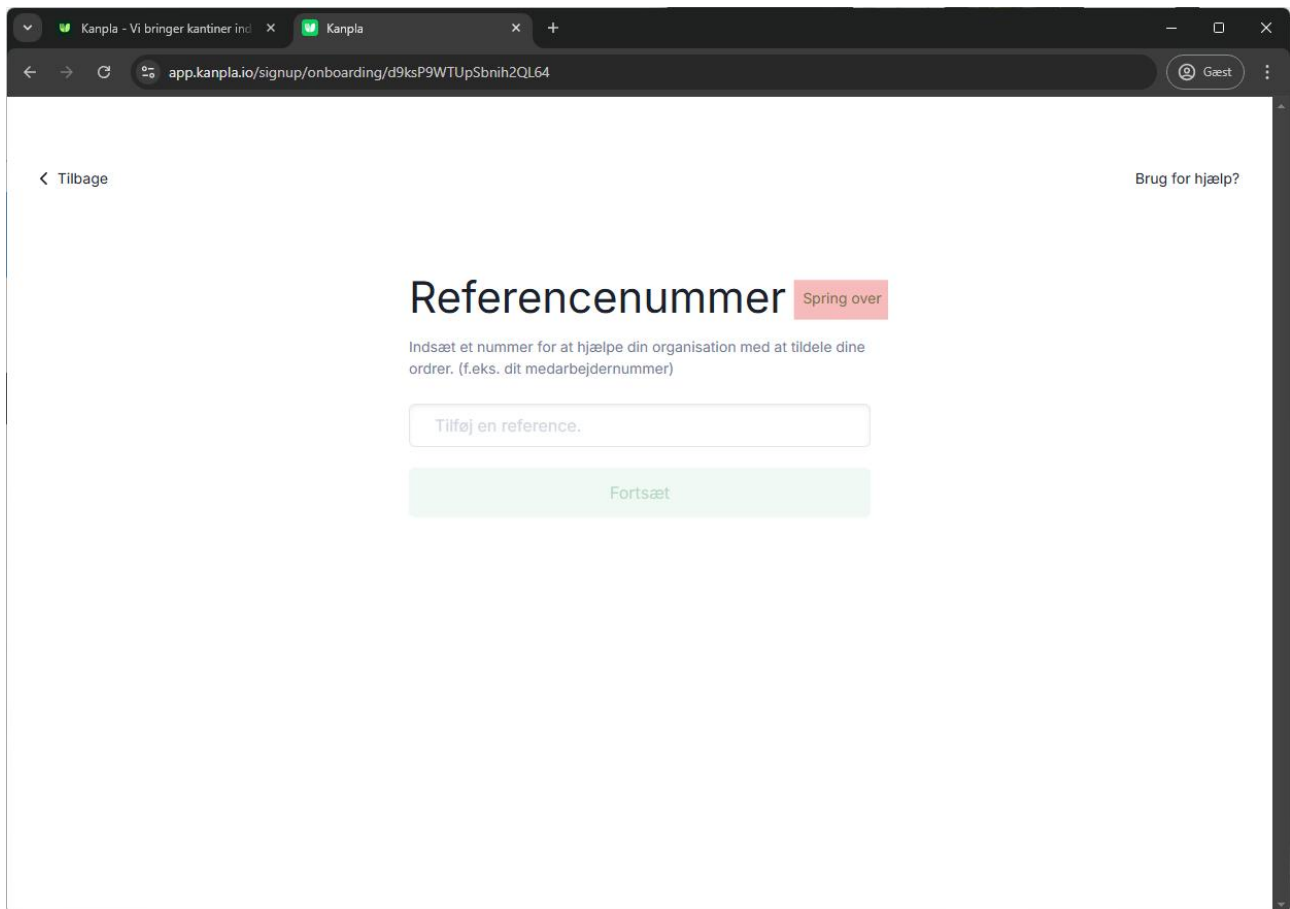 Kanpla - Vi bringer kantiner ind
Kanpla
app.kanpla.io/signup/onboarding/d9ksP9WTUpSbnih2QL64
Gæst
Tilbage
Brug for hjælp?
Referencenummer Spring over
Indsæt et nummer for at hjælpe din organisation med at tildele dine
ordrer. (f.eks. dit medarbejdernummer)
Tilføj en reference.
Fortsæt